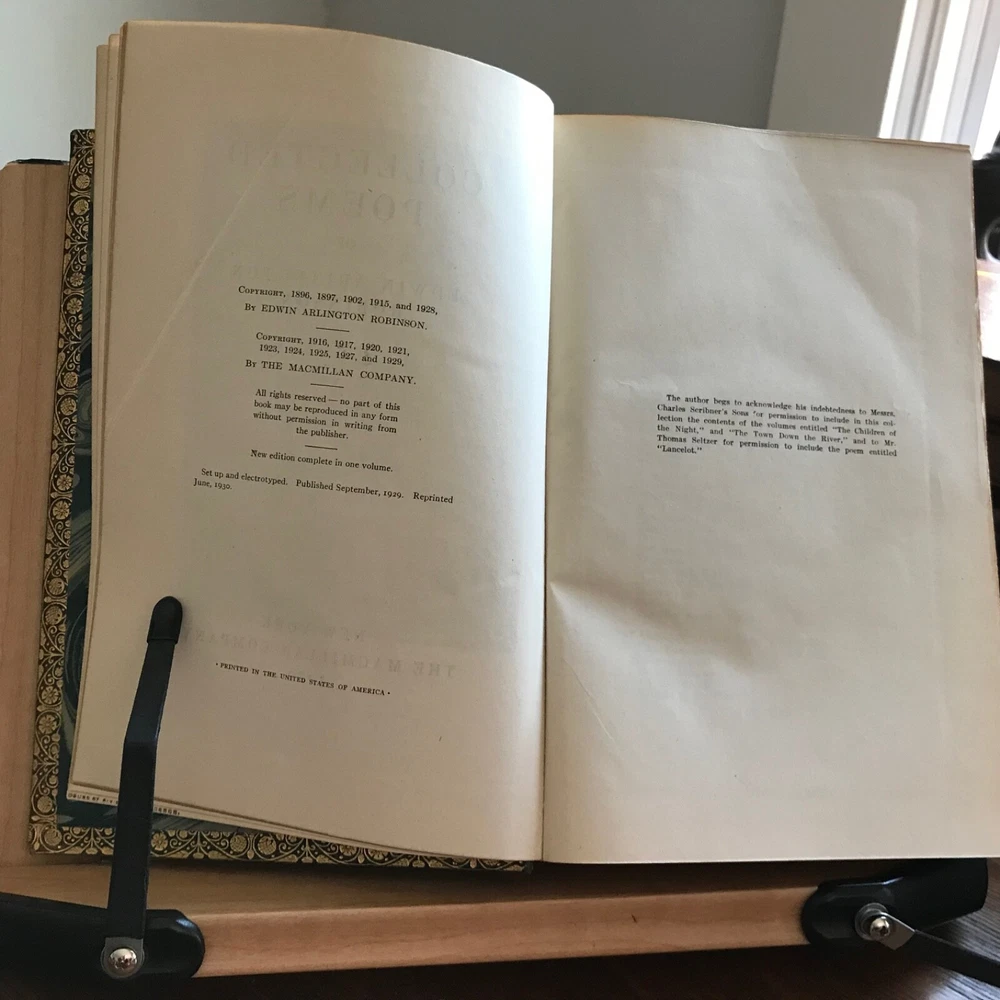 COPYRIGHT, 1896, 1897, 1902, 1915, and 1928,
BY EDWIN ARLINGTON ROBINSON.
COPYRIGHT, 1916, 1917, 1920, 1921,
1923, 1924, 1925, 1927, and 1929,
BY THE MACMILLAN COMPANY.
All rights reserved — no part of this
book may be reproduced in any form
without permission in writing from
the publisher.
New edition complete in one volume.
Set up and electrotyped. Published September, 1929. Reprinted
June, 1930.
• PRINTED IN THE UNITED STATES OF AMERICA •
The author begs to acknowledge his indebtedness to Messrs.
Charles Scribner's Sons for permission to include in this col-
lection the contents of the volumes entitled "The Children of
the Night," and "The Town Down the River," and to Mr.
Thomas Seltzer for permission to include the poem entitled
"Lancelot."
COLLECTED
POEMS
THE MACMILLAN COMPANY